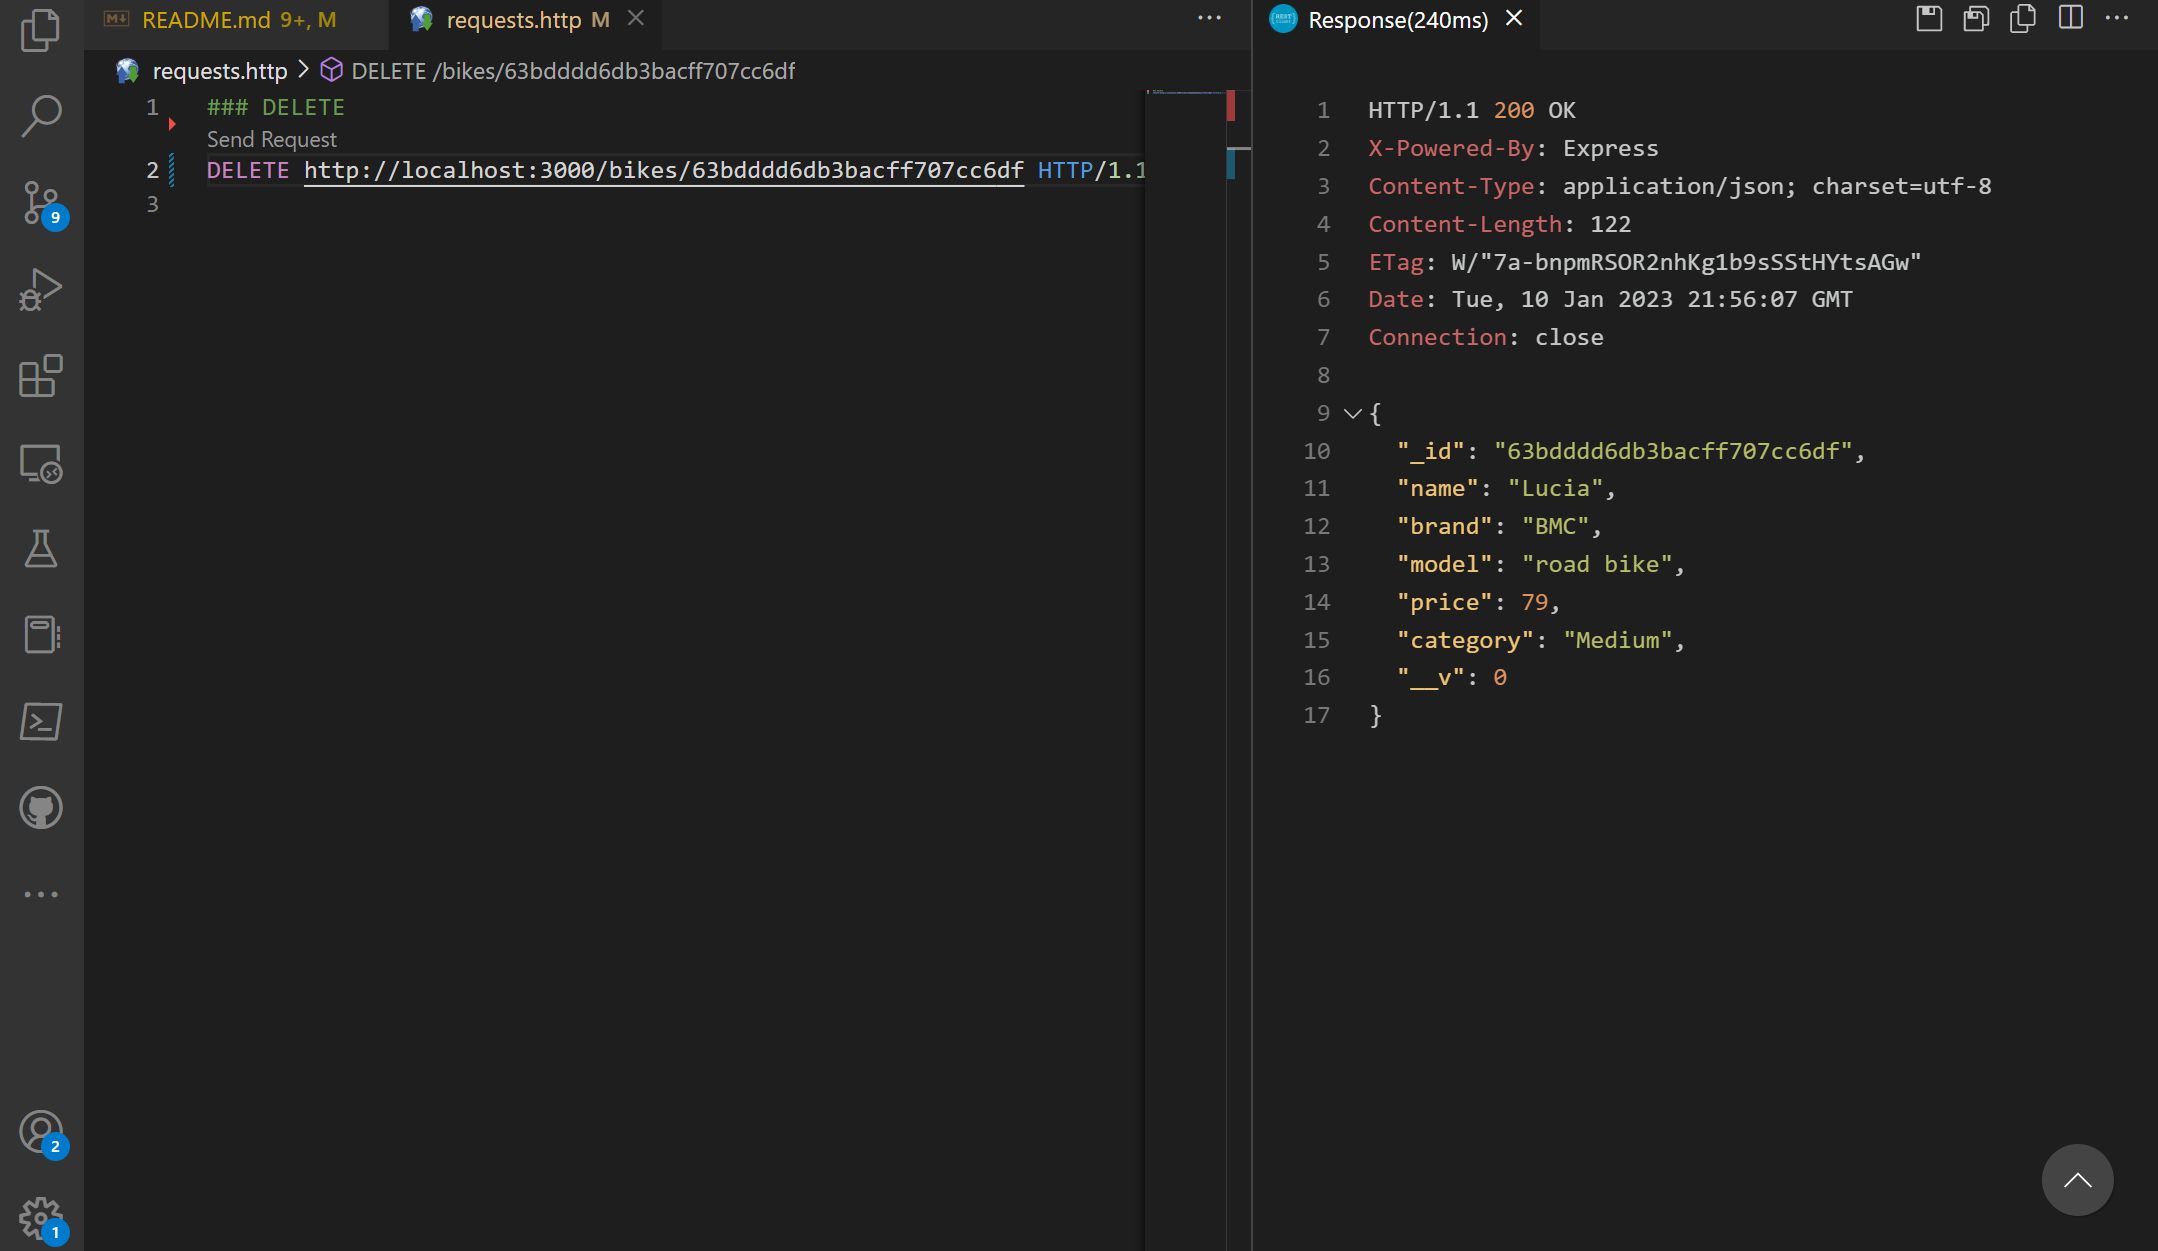 README.md 9+, M
requests.http M
requests.http > DELETE /bikes/63bdddd6db3bacff707cc6df
1 ### DELETE
Send Request
2 DELETE http://localhost:3000/bikes/63bdddd6db3bacff707cc6df HTTP/1.1
3
9
2
1
Response(240ms)
1 HTTP/1.1 200 OK
2 X-Powered-By: Express
3 Content-Type: application/json; charset=utf-8
4 Content-Length: 122
5 ETag: W/"7a-bnpmRSOR2nhKg1b9sSStHYtsAGw"
6 Date: Tue, 10 Jan 2023 21:56:07 GMT
7 Connection: close
8
9 {
10 "_id": "63bdddd6db3bacff707cc6df",
11 "name": "Lucia",
12 "brand": "BMC",
13 "model": "road bike",
14 "price": 79,
15 "category": "Medium",
16 "__v": 0
17 }